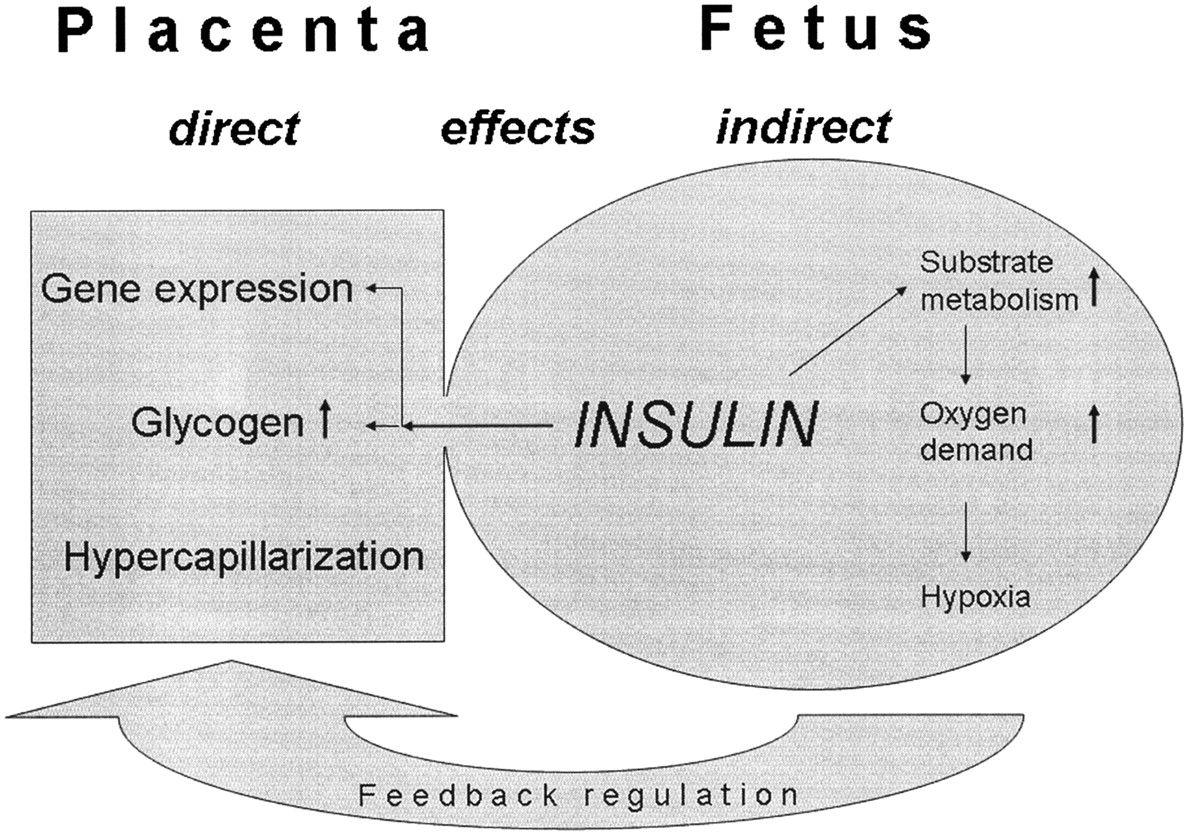 Placenta Fetus
direct effects indirect
Gene expression
Glycogen ↑
Hypercapillarization
INSULIN
Substrate
metabolism ↑
Oxygen
demand ↑
Hypoxia
Feedback regulation